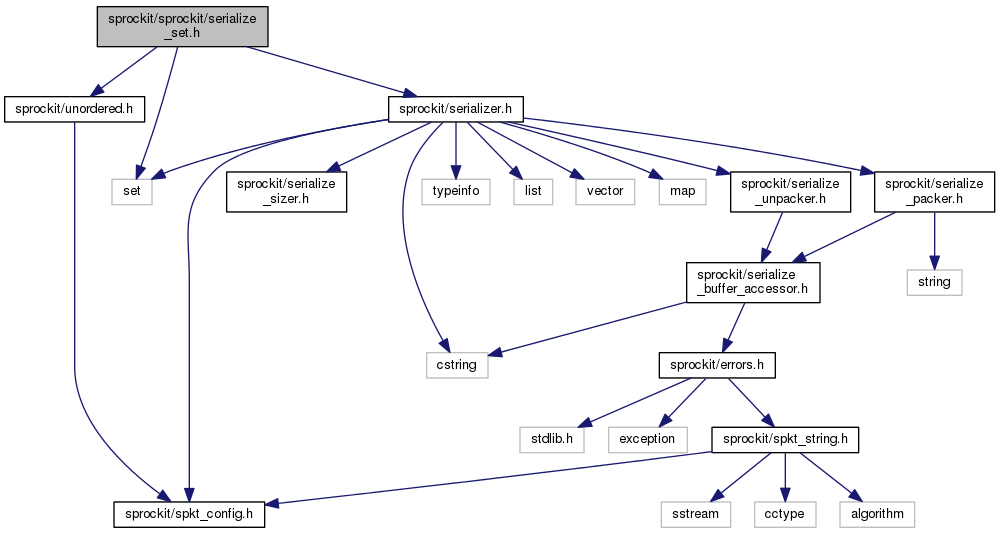 sprockit/sprockit/serialize
_set.h
sprockit/unordered.h
sprockit/serializer.h
set
sprockit/serialize
_sizer.h
typeinfo
list
vector
map
sprockit/serialize
_unpacker.h
sprockit/serialize
_packer.h
sprockit/serialize
_buffer_accessor.h
string
cstring
sprockit/errors.h
stdlib.h
exception
sprockit/spkt_string.h
sprockit/spkt_config.h
sstream
cctype
algorithm